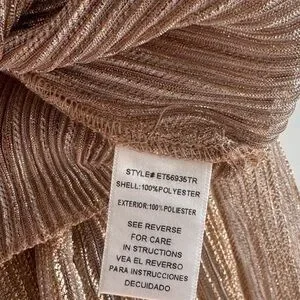 STYLE# ET56935TR
SHELL:100%POLYESTER
EXTERIOR:100%POLIESTER
SEE REVERSE
FOR CARE
IN STRUCTIONS
VEA EL REVERSO
PARA INSTRUCCIONES
DECUIDADO